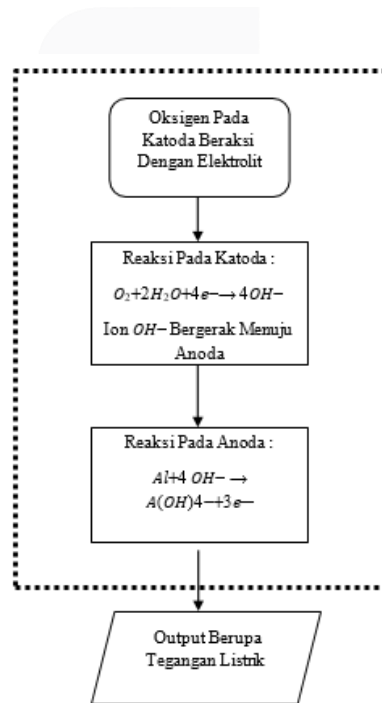 Oksigen Pada
Katoda Beraksi
Dengan Elektrolit
Reaksi Pada Katoda :
O₂+2H₂O+4e−→ 4OH−
Ion OH− Bergerak Menuju
Anoda
Reaksi Pada Anoda :
Al+4 OH− →
A(OH)4−+3e−
Output Berupa
Tegangan Listrik